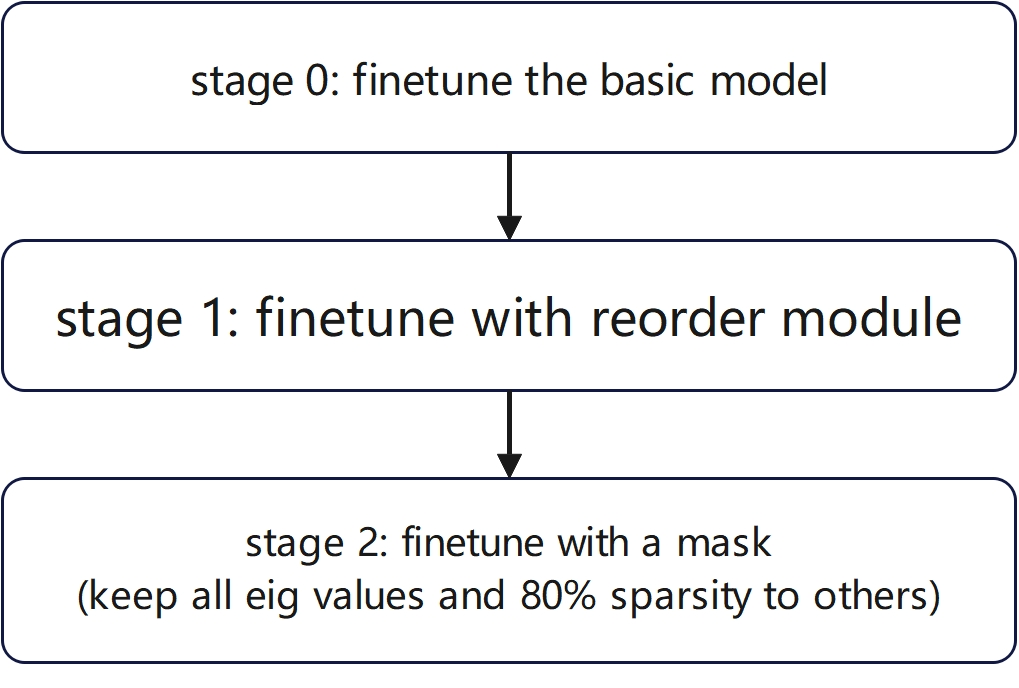 stage 0: finetune the basic model
stage 1: finetune with reorder module
stage 2: finetune with a mask
(keep all eig values and 80% sparsity to others)